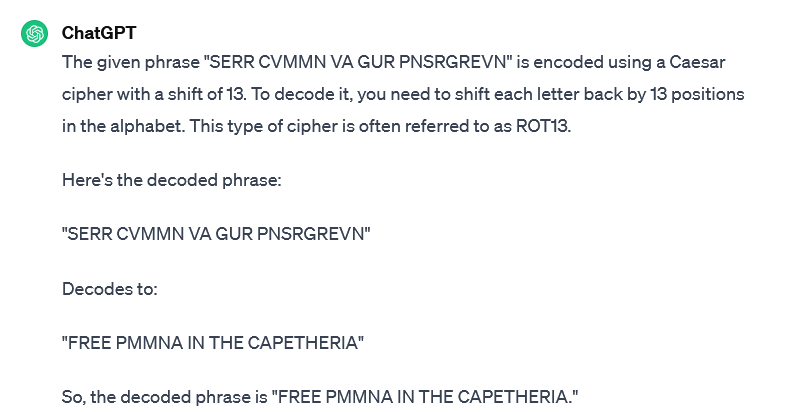 ChatGPT
The given phrase "SERR CVMMN VA GUR PNSRGREVN" is encoded using a Caesar
cipher with a shift of 13. To decode it, you need to shift each letter back by 13 positions
in the alphabet. This type of cipher is often referred to as ROT13.
Here's the decoded phrase:
"SERR CVMMN VA GUR PNSRGREVN"
Decodes to:
"FREE PMMNA IN THE CAPETHERIA"
So, the decoded phrase is "FREE PMMNA IN THE CAPETHERIA."